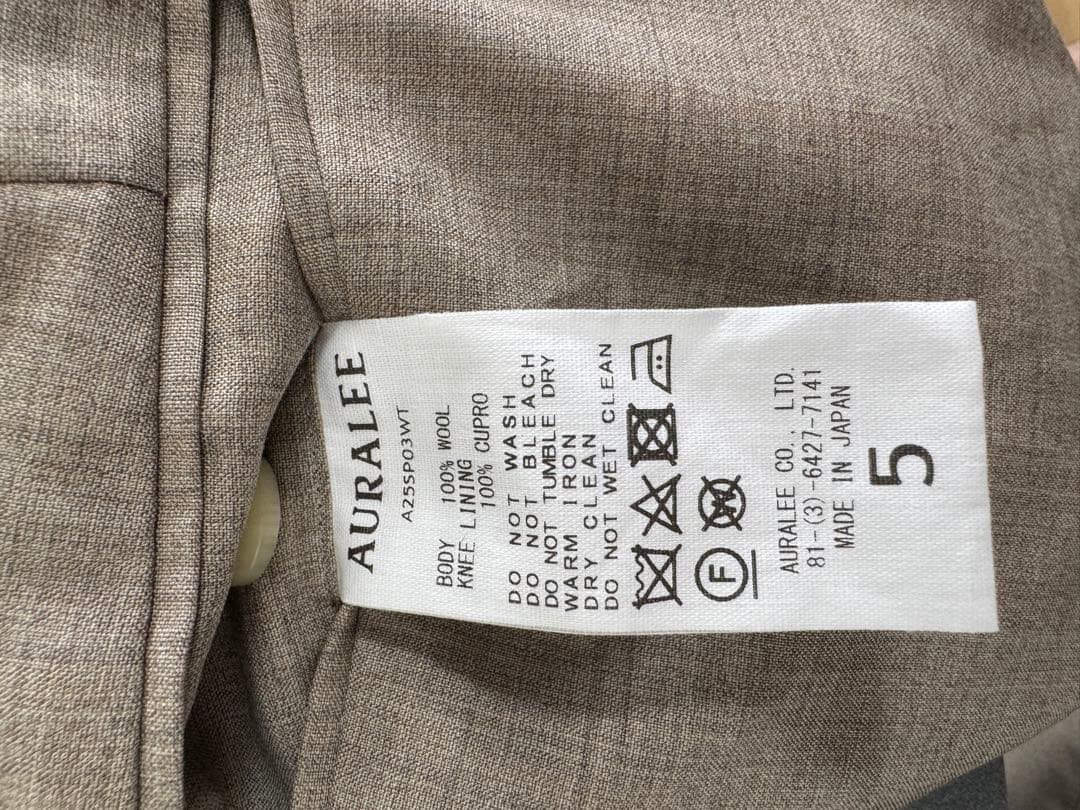 AURALEE
A25SP03WT
BODY 100% WOOL
KNEE LINING
100% CUPRO
DO NOT WASH
DO NOT BLEACH
DO NOT TUMBLE DRY
WARM IRON
DRY CLEAN
DO NOT WET CLEAN
F W
AURALEE CO., LTD.
81-(3)-6427-7141
MADE IN JAPAN
5